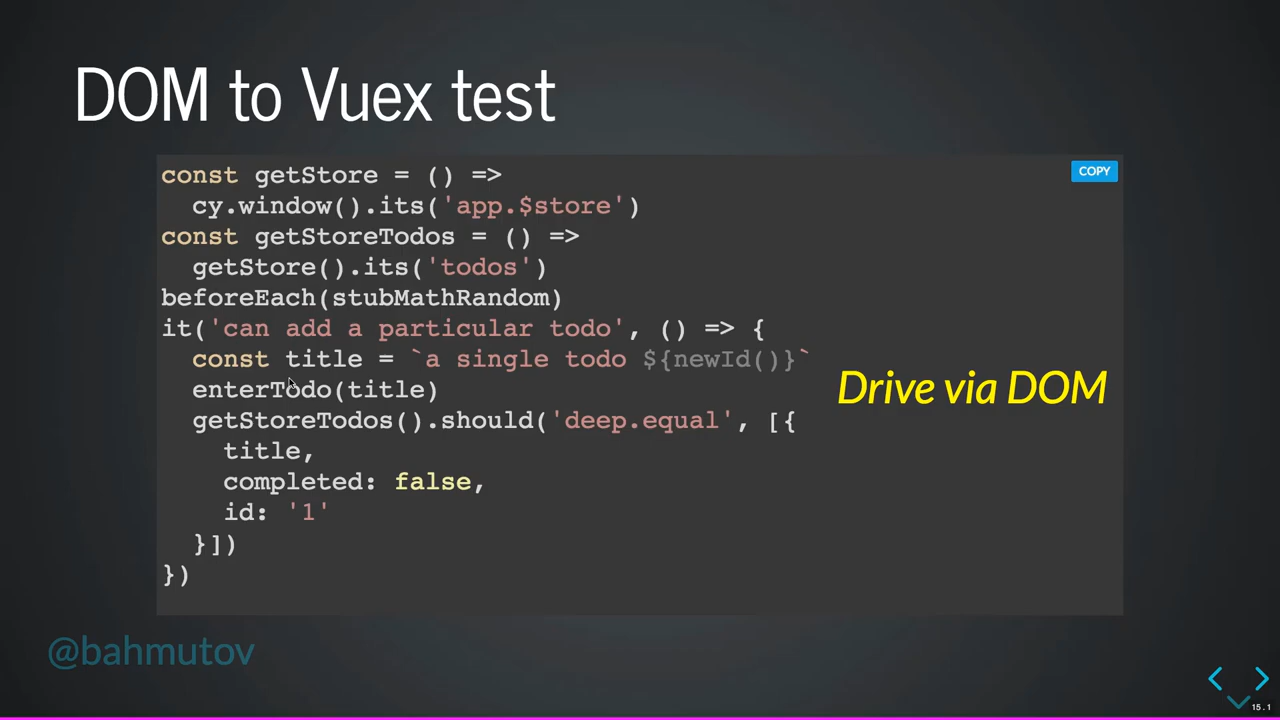 DOM to Vuex test
COPY
const getStore = () =>
  cy.window().its('app.$store')
const getStoreTodos = () =>
  getStore().its('todos')
beforeEach(stubMathRandom)
it('can add a particular todo', () => {
  const title = `a single todo ${newId()}`
  enterTodo(title)
  getStoreTodos().should('deep.equal', [{
    title,
    completed: false,
    id: '1'
  }])
})
Drive via DOM
@bahmutov
15.1